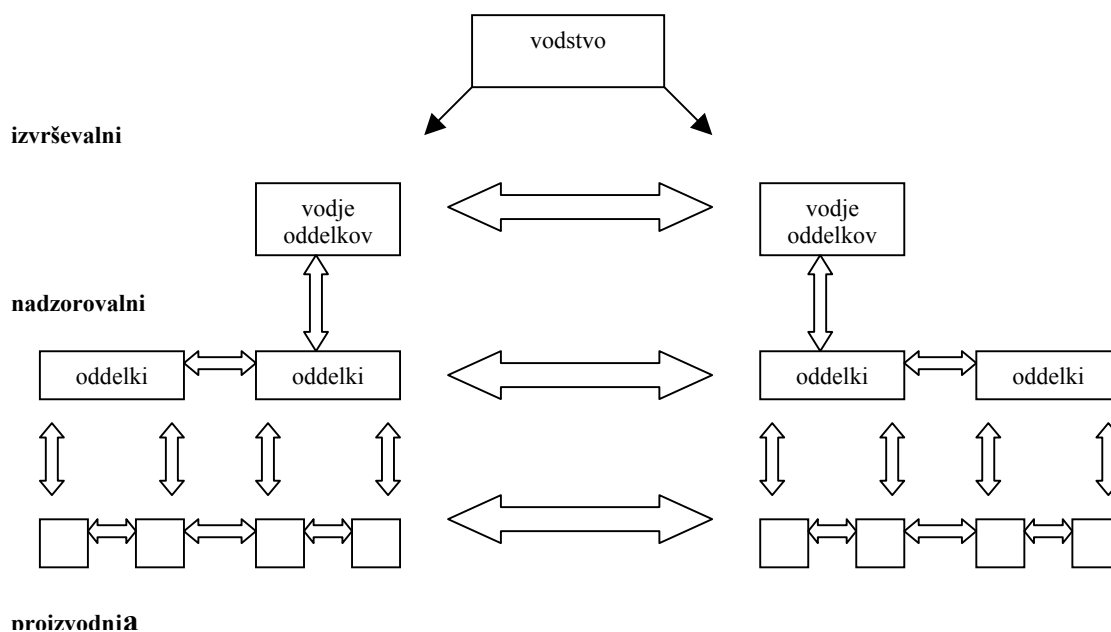 vodstvo
izvrševalni
vodje
oddelkov
vodje
oddelkov
nadzorovalni
oddelki
oddelki
oddelki
oddelki
proizvodnja